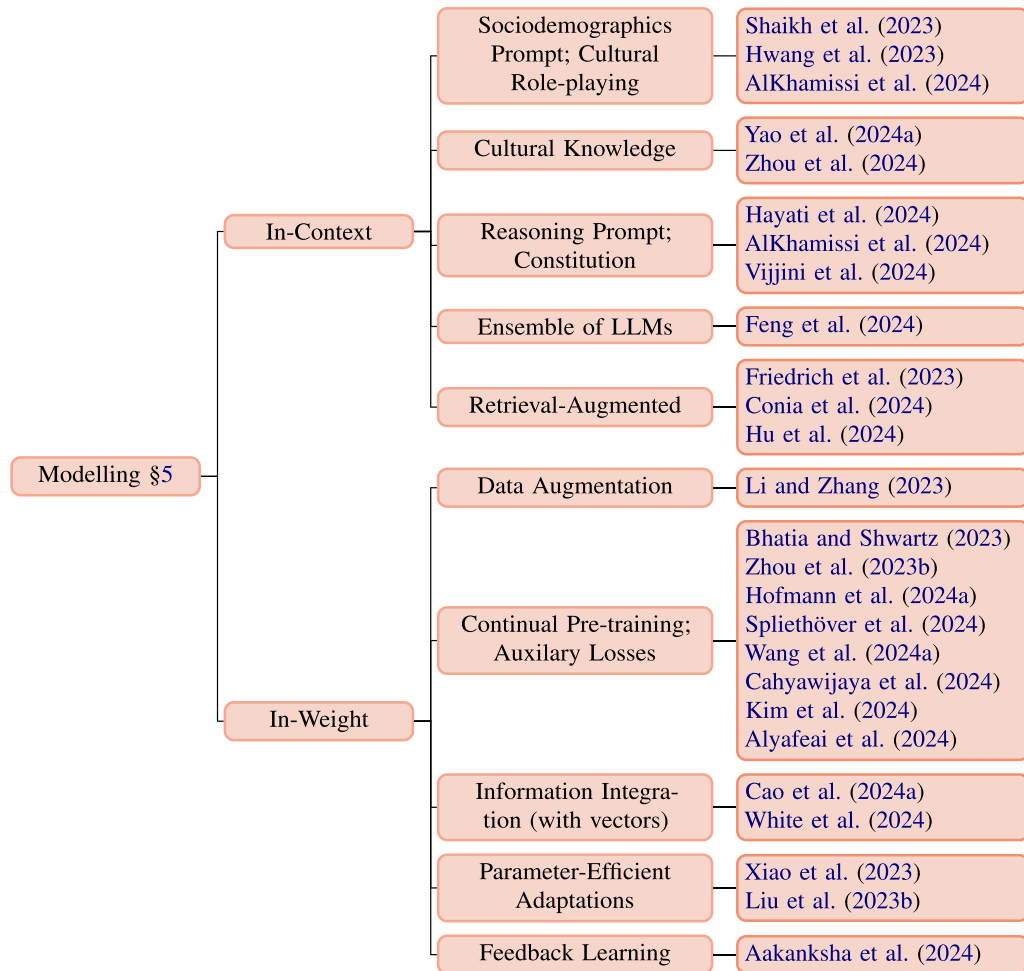 Modelling §5
In-Context
Sociodemographics
Prompt; Cultural
Role-playing
Shaikh et al. (2023)
Hwang et al. (2023)
AlKhamissi et al. (2024)
Cultural Knowledge
Yao et al. (2024a)
Zhou et al. (2024)
Reasoning Prompt;
Constitution
Hayati et al. (2024)
AlKhamissi et al. (2024)
Vijjini et al. (2024)
Ensemble of LLMs
Feng et al. (2024)
Retrieval-Augmented
Friedrich et al. (2023)
Conia et al. (2024)
Hu et al. (2024)
In-Weight
Data Augmentation
Li and Zhang (2023)
Continual Pre-training;
Auxilary Losses
Bhatia and Shwartz (2023)
Zhou et al. (2023b)
Hofmann et al. (2024a)
Spliethöver et al. (2024)
Wang et al. (2024a)
Cahyawijaya et al. (2024)
Kim et al. (2024)
Alyafeai et al. (2024)
Information Integra-
tion (with vectors)
Cao et al. (2024a)
White et al. (2024)
Parameter-Efficient
Adaptations
Xiao et al. (2023)
Liu et al. (2023b)
Feedback Learning
Aakanksha et al. (2024)